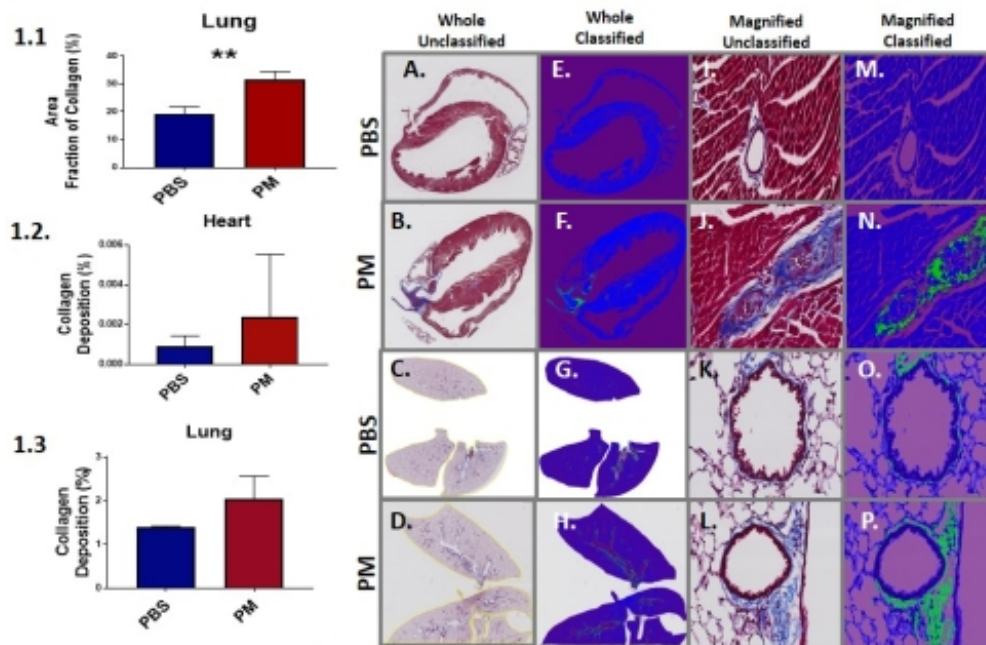 1.1
Lung
**
Area
Fraction of Collagen (%)
40
30
20
10
0
PBS
PM
1.2.
Heart
Collagen
Deposition (%)
0.006
0.004
0.002
0.000
PBS
PM
1.3
Lung
Collagen
Deposition (%)
3
2
1
PBS
PM
Whole
Unclassified
Whole
Classified
Magnified
Unclassified
Magnified
Classified
PBS
A.
E.
I.
M.
PM
B.
F.
J.
N.
PBS
C.
G.
K.
O.
PM
D.
H.
L.
P.